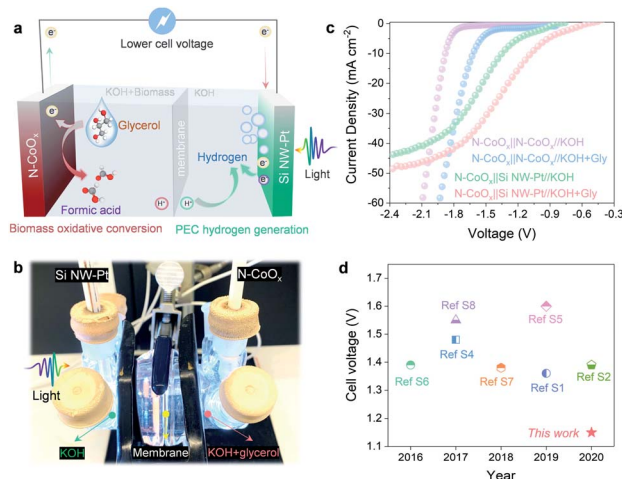 a
e⁻
e⁻
Lower cell voltage
KOH+Biomass
KOH
N-CoOₓ
e⁻
Glycerol
membrane
Hydrogen
e⁻
Si NW-Pt
Light
Formic acid
H⁺
H⁺
Biomass oxidative conversion
PEC hydrogen generation
b
Si NW-Pt
N-CoOₓ
Light
KOH
Membrane
KOH+glycerol
c
Current Density (mA cm⁻²)
0
-10
-20
-30
-40
-50
-60
N-CoOₓ||N-CoOₓ//KOH
N-CoOₓ||N-CoOₓ//KOH+Gly
N-CoOₓ||Si NW-Pt//KOH
N-CoOₓ||Si NW-Pt//KOH+Gly
-2.4
-2.1
-1.8
-1.5
-1.2
-0.9
-0.6
-0.3
Voltage (V)
d
Cell voltage (V)
1.7
1.6
1.5
1.4
1.3
1.2
1.1
Ref S8
Ref S5
Ref S4
Ref S6
Ref S7
Ref S1
Ref S2
This work
2016
2017
2018
2019
2020
Year